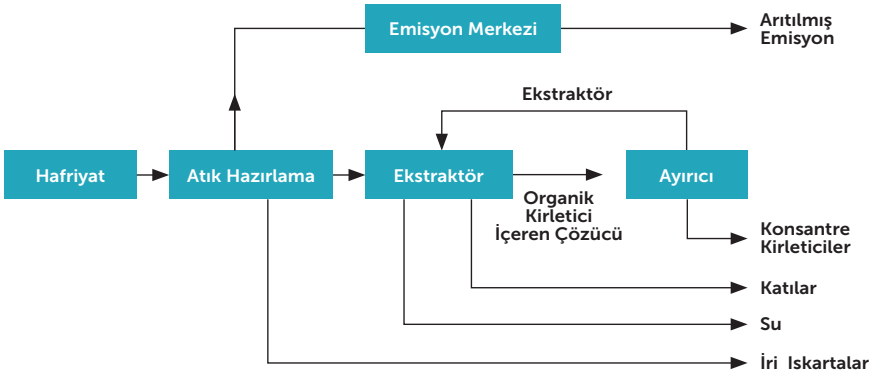 Emisyon Merkezi
Arıtılmış
Emisyon
Ekstraktör
Hafriyat
Atık Hazırlama
Ekstraktör
Ayırıcı
Organik
Kirletici
İçeren Çözücü
Konsantre
Kirleticiler
Katılar
Su
İri Iskartalar